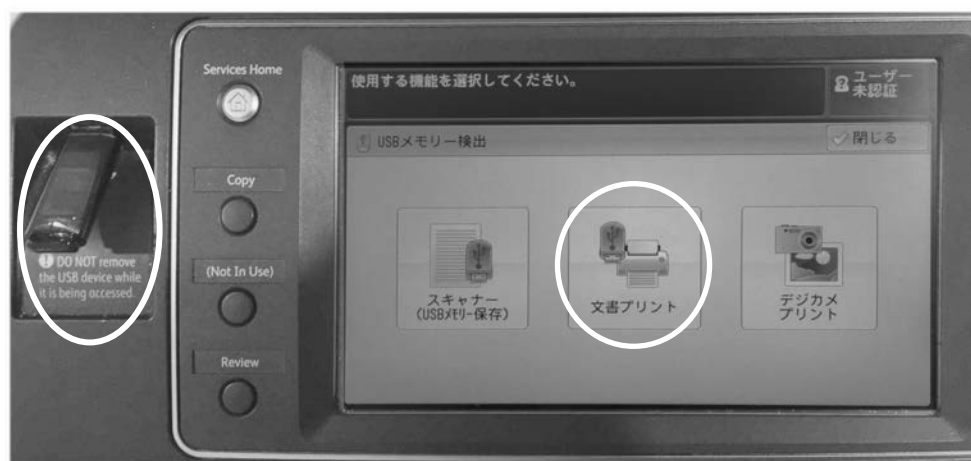 Services Home
Copy
(Not In Use)
Review
DO NOT remove
the USB device while
it is being accessed.
使用する機能を選択してください。
ユーザー
未認証
USBメモリー検出
閉じる
スキャナー
(USBメモリー保存)
文書プリント
デジカメ
プリント